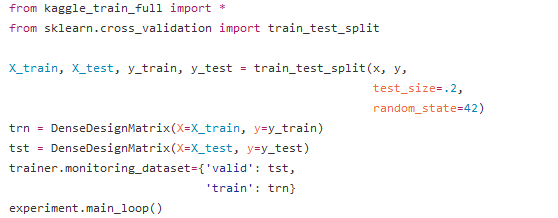 from kaggle_train_full import *
from sklearn.cross_validation import train_test_split
X_train, X_test, y_train, y_test = train_test_split(x, y,
test_size=.2,
random_state=42)
trn = DenseDesignMatrix(X=X_train, y=y_train)
tst = DenseDesignMatrix(X=X_test, y=y_test)
trainer.monitoring_dataset={'valid': tst,
'train': trn}
experiment.main_loop()